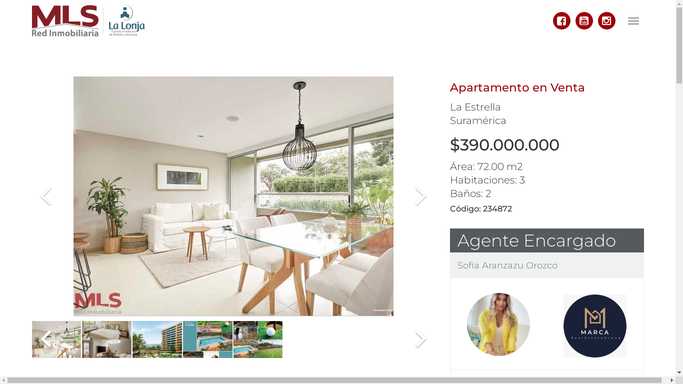 MLS
Red Inmobiliaria
La Lonja
Apartamento en Venta
La Estrella
Suramérica
$390.000.000
Área: 72.00 m2
Habitaciones: 3
Baños: 2
Código: 234872
MLS
Red Inmobiliaria
Agente Encargado
Sofia Aranzazu Orozco
MARCA